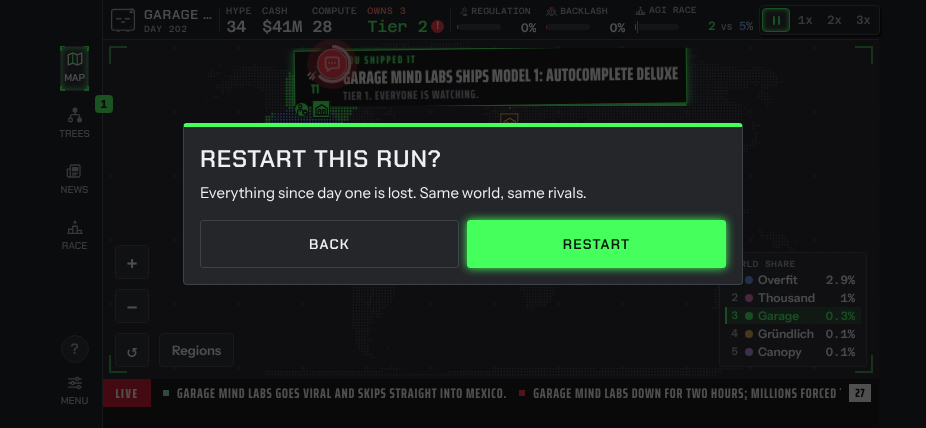 GARAGE ...
DAY 202
HYPE
34
CASH
$41M
COMPUTE
28
OWNS 3
Tier 2
REGULATION
0%
BACKLASH
0%
AGI RACE
2 vs 5%
1x
2x
3x
MAP
1
TREES
NEWS
RACE
?
MENU
U SHIPPED IT
GARAGE MIND LABS SHIPS MODEL 1: AUTOCOMPLETE DELUXE
TIER 1. EVERYONE IS WATCHING.
RESTART THIS RUN?
Everything since day one is lost. Same world, same rivals.
BACK
RESTART
+
−
↺
Regions
RLD SHARE
Overfit 2.9%
2 Thousand 1%
3 Garage 0.3%
4 Gründlich 0.1%
5 Canopy 0.1%
LIVE
GARAGE MIND LABS GOES VIRAL AND SKIPS STRAIGHT INTO MEXICO.
GARAGE MIND LABS DOWN FOR TWO HOURS; MILLIONS FORCED
27